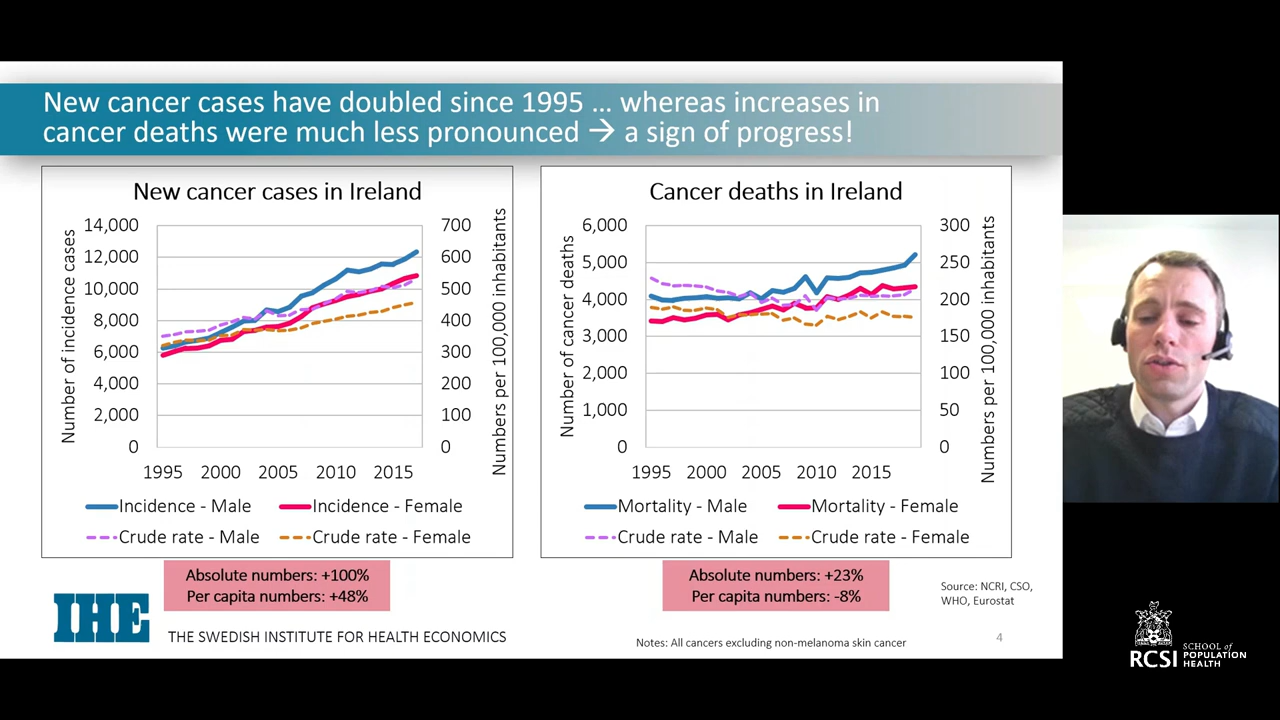 New cancer cases have doubled since 1995 … whereas increases in
cancer deaths were much less pronounced → a sign of progress!
New cancer cases in Ireland
Number of incidence cases
14,000
12,000
10,000
8,000
6,000
4,000
2,000
0
700
600
500
400
300
200
100
0
Numbers per 100,000 inhabitants
1995 2000 2005 2010 2015
Incidence - Male Incidence - Female
Crude rate - Male Crude rate - Female
Absolute numbers: +100%
Per capita numbers: +48%
Cancer deaths in Ireland
Number of cancer deaths
6,000
5,000
4,000
3,000
2,000
1,000
0
300
250
200
150
100
50
0
Numbers per 100,000 inhabitants
1995 2000 2005 2010 2015
Mortality - Male Mortality - Female
Crude rate - Male Crude rate - Female
Absolute numbers: +23%
Per capita numbers: -8%
Source: NCRI, CSO,
WHO, Eurostat
IHE
THE SWEDISH INSTITUTE FOR HEALTH ECONOMICS
Notes: All cancers excluding non-melanoma skin cancer
4
RCSI
SCHOOL of
POPULATION
HEALTH